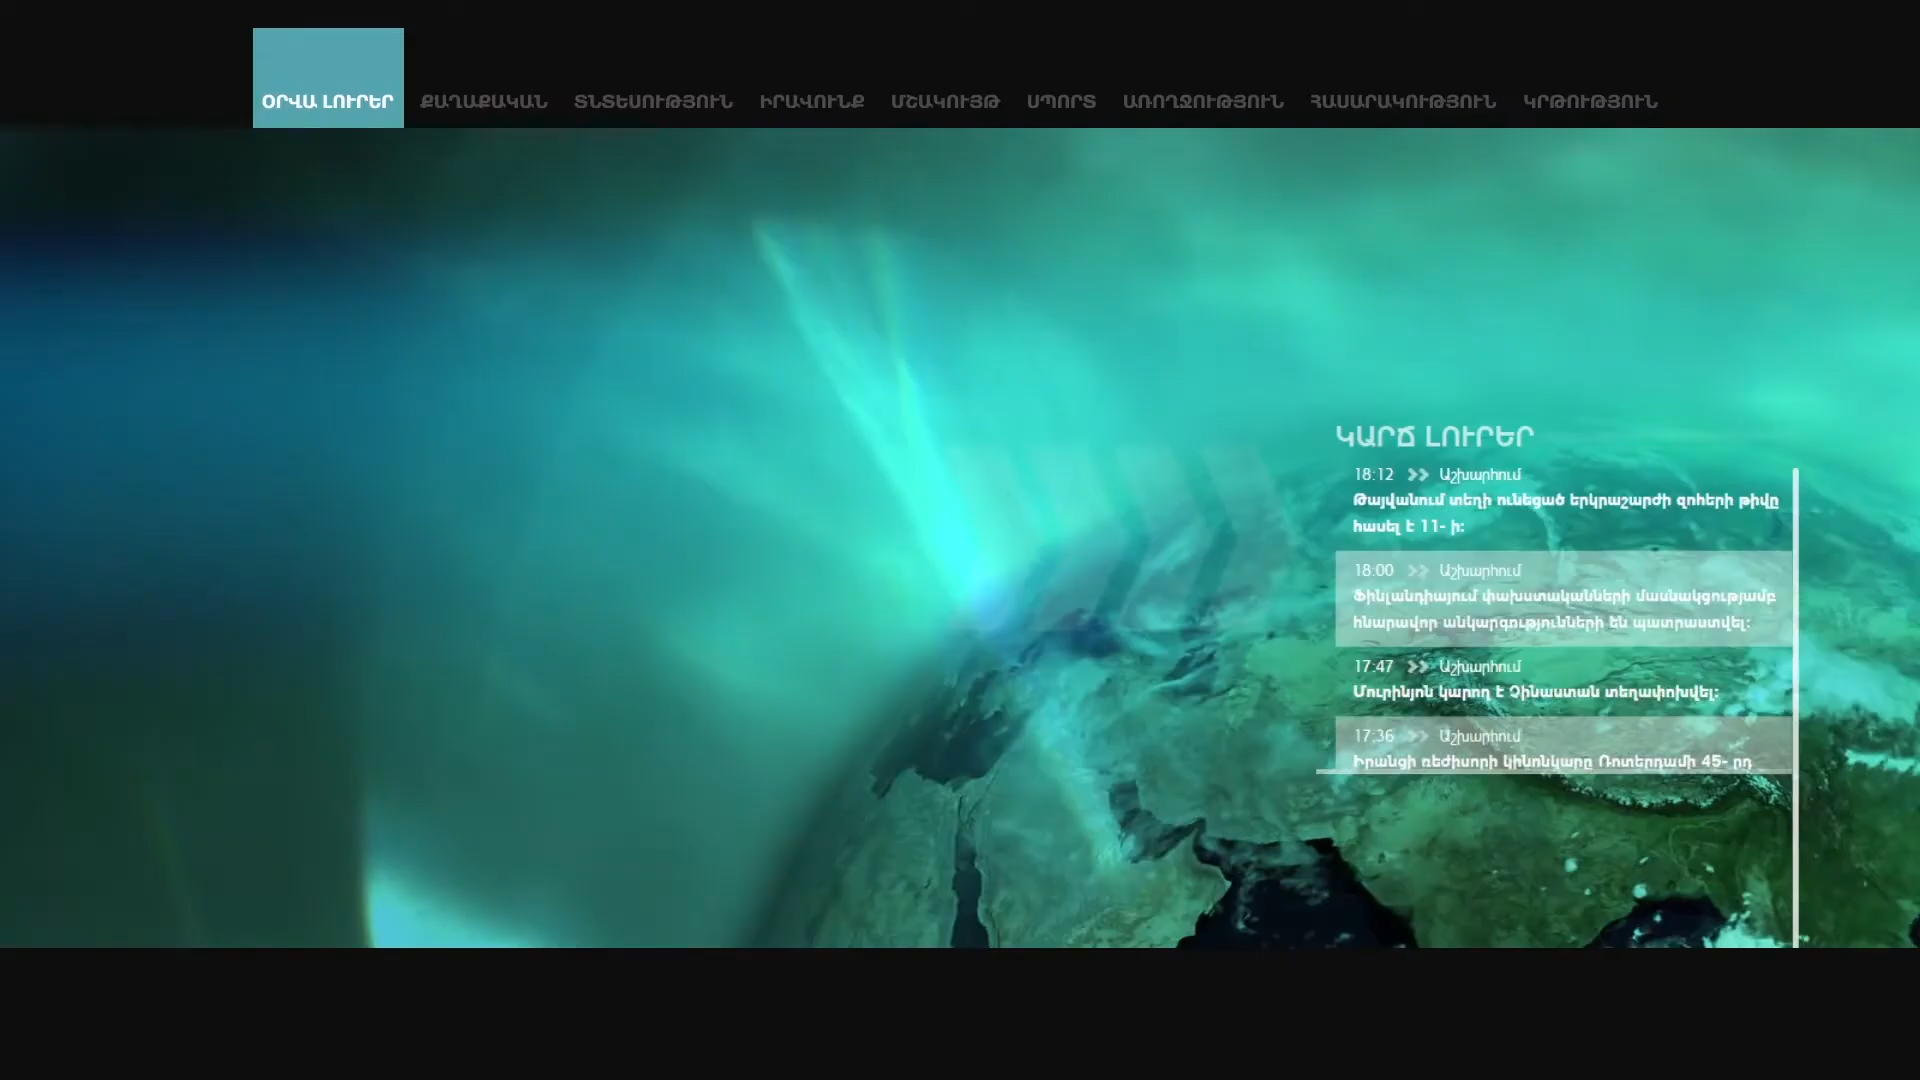 ՕՐՎԱ ԼՈՒՐԵՐ ՔԱՂԱՔԱԿԱՆ ՏՆՏԵՍՈՒԹՅՈՒՆ ԻՐԱՎՈՒՆՔ ՄՇԱԿՈՒՅԹ ՍՊՈՐՏ ԱՌՈՂՋՈՒԹՅՈՒՆ ՀԱՍԱՐԱԿՈՒԹՅՈՒՆ ԿՐԹՈՒԹՅՈՒՆ
ԿԱՐՃ ԼՈՒՐԵՐ
18:12 Աշխարհում
Թայվանում տեղի ունեցած երկրաշարժի զոհերի թիվը
հասել է 11- ի:
18:00 Աշխարհում
Ֆինլանդիայում փախստականների մասնակցությամբ
հնարավոր անկարգությունների են պատրաստվել:
17:47 Աշխարհում
Մուրինյոն կարող է Չինաստան տեղափոխվել:
17:36 Աշխարհում
Իրանցի ռեժիսորի կինոնկարը Ռոտերդամի 45- րդ